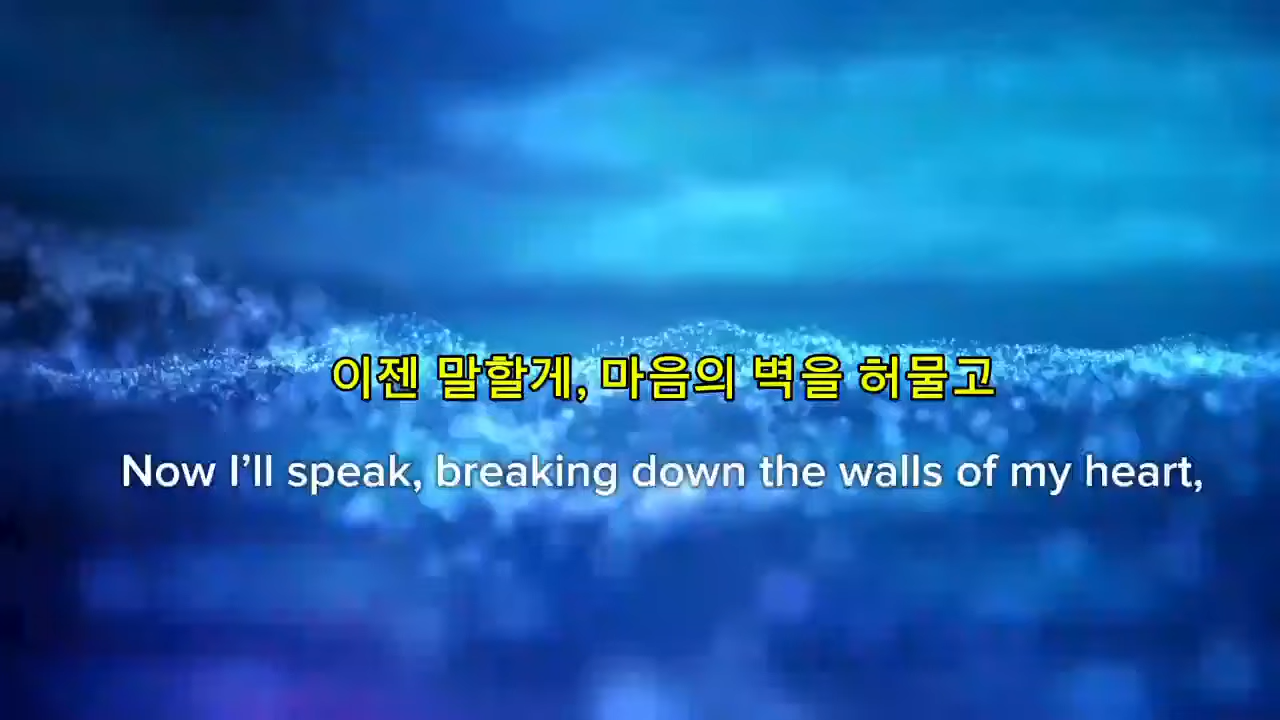 이젠 말할게, 마음의 벽을 허물고
Now I’ll speak, breaking down the walls of my heart,